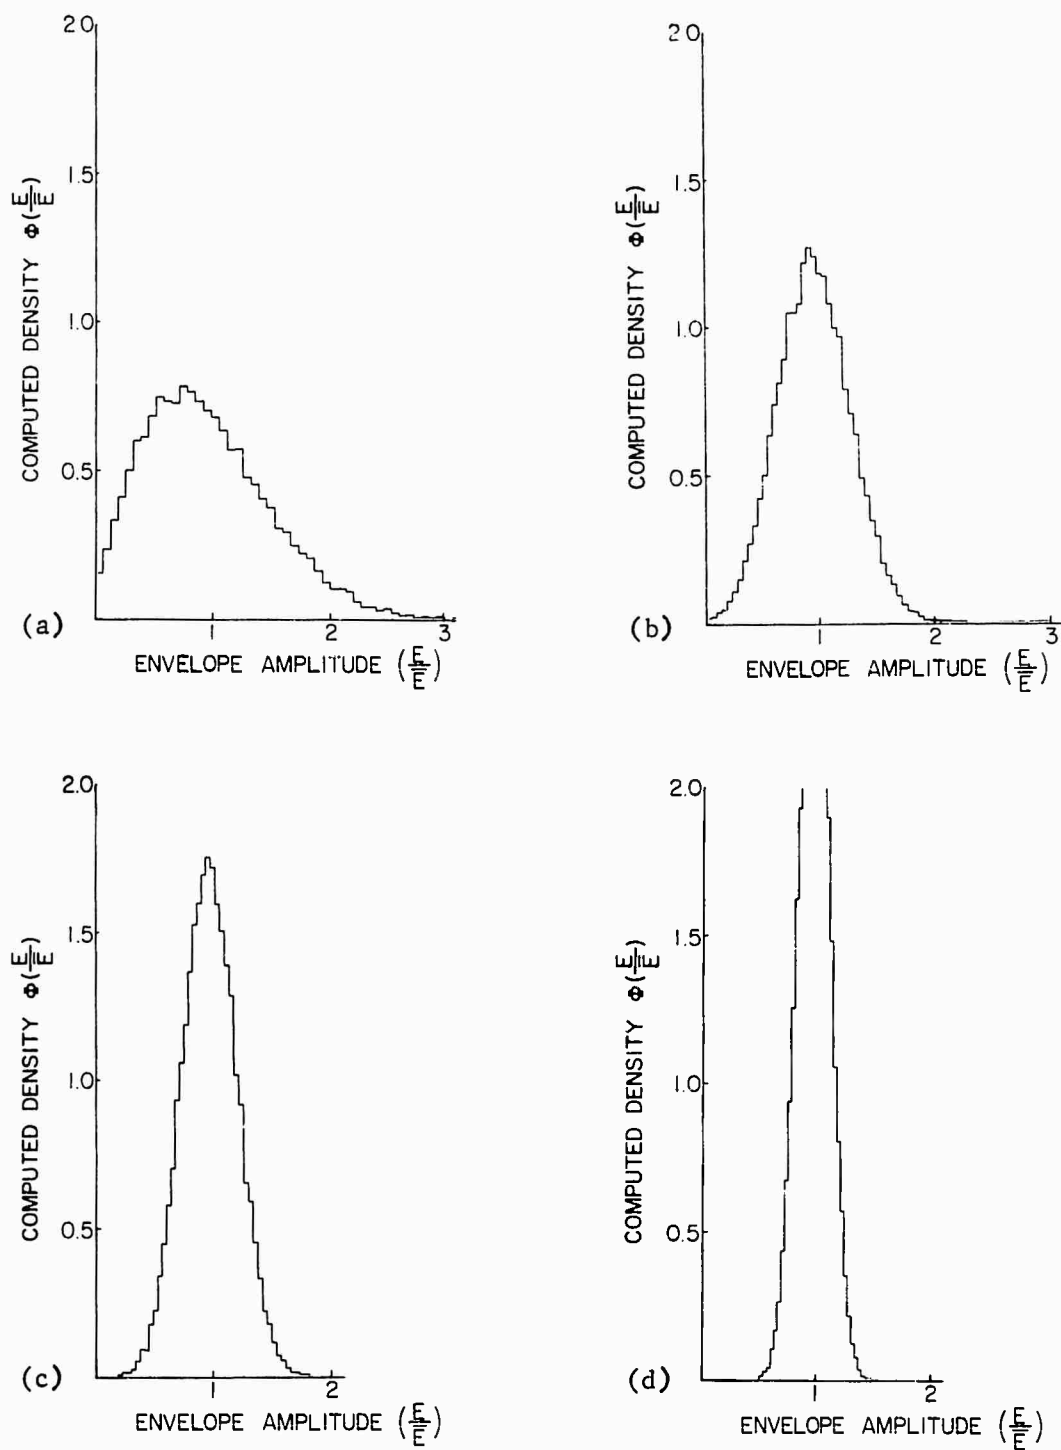 2.0
1.5
1.0
0.5
COMPUTED DENSITY Φ(E/E̿)
1 2 3
(a)
ENVELOPE AMPLITUDE (E/E̿)
2.0
1.5
1.0
0.5
COMPUTED DENSITY Φ(E/E̿)
1 2 3
(b)
ENVELOPE AMPLITUDE (E/E̿)
2.0
1.5
1.0
0.5
COMPUTED DENSITY Φ(E/E̿)
1 2
(c)
ENVELOPE AMPLITUDE (E/E̿)
2.0
1.5
1.0
0.5
COMPUTED DENSITY Φ(E/E̿)
1 2
(d)
ENVELOPE AMPLITUDE (E/E̿)